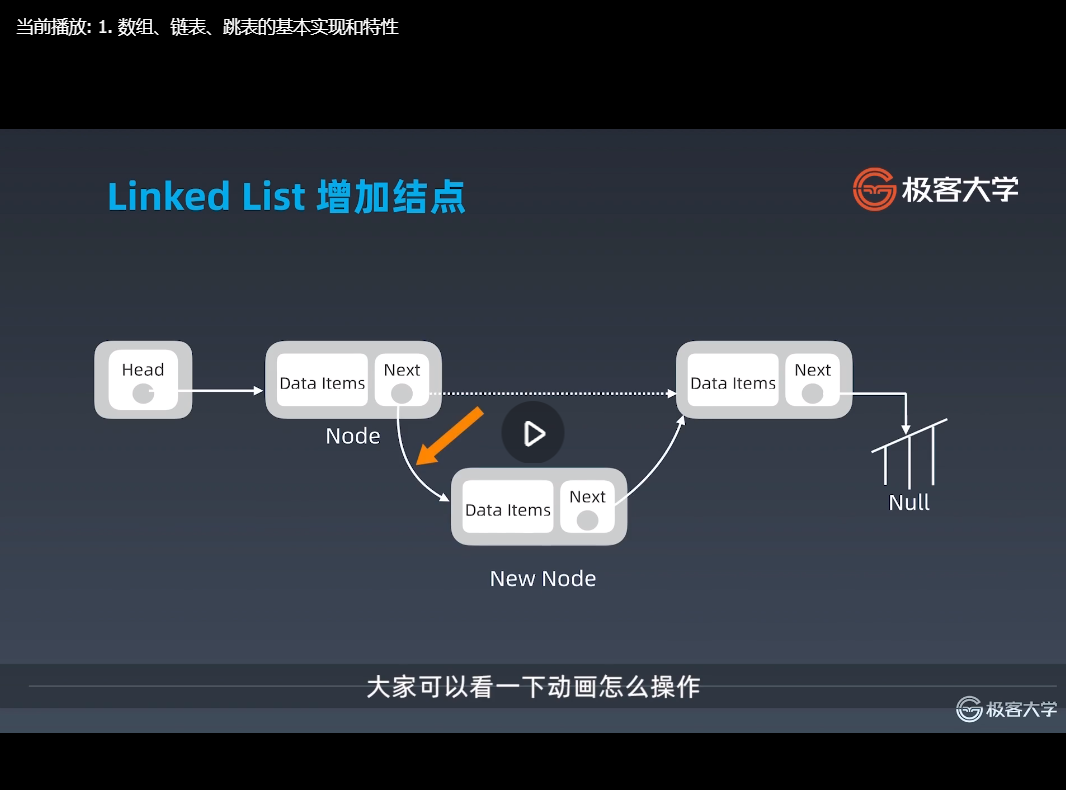 当前播放: 1. 数组、链表、跳表的基本实现和特性
Linked List 增加结点
极客大学
Head
Data Items
Next
Data Items
Next
Node
Data Items
Next
Null
New Node
大家可以看一下动画怎么操作
极客大学